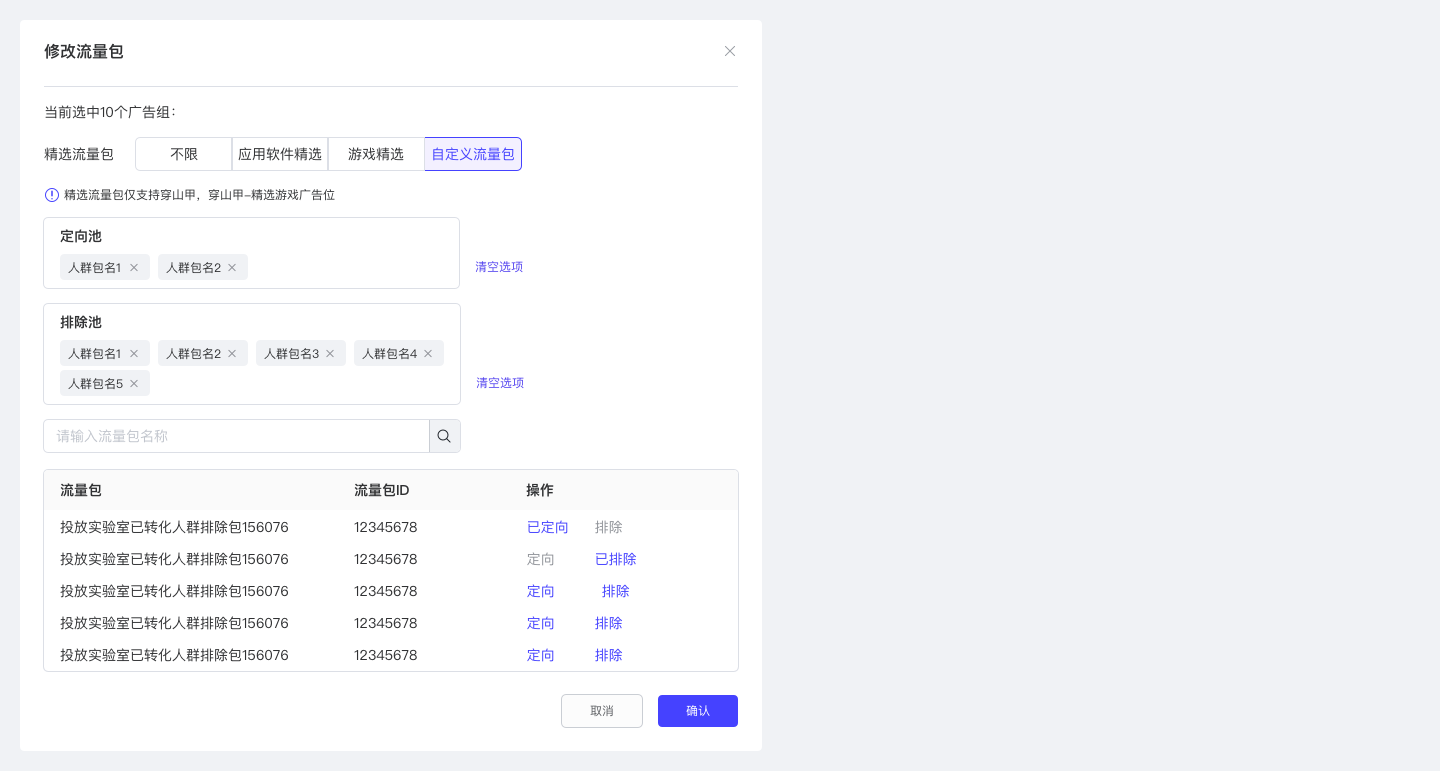 修改流量包
当前选中10个广告组：
精选流量包 不限 应用软件精选 游戏精选 自定义流量包
精选流量包仅支持穿山甲，穿山甲-精选游戏广告位
定向池
人群包名1 人群包名2
清空选项
排除池
人群包名1 人群包名2 人群包名3 人群包名4
人群包名5
清空选项
请输入流量包名称
流量包 流量包ID 操作
投放实验室已转化人群排除包156076 12345678 已定向 排除
投放实验室已转化人群排除包156076 12345678 定向 已排除
投放实验室已转化人群排除包156076 12345678 定向 排除
投放实验室已转化人群排除包156076 12345678 定向 排除
投放实验室已转化人群排除包156076 12345678 定向 排除
取消 确认